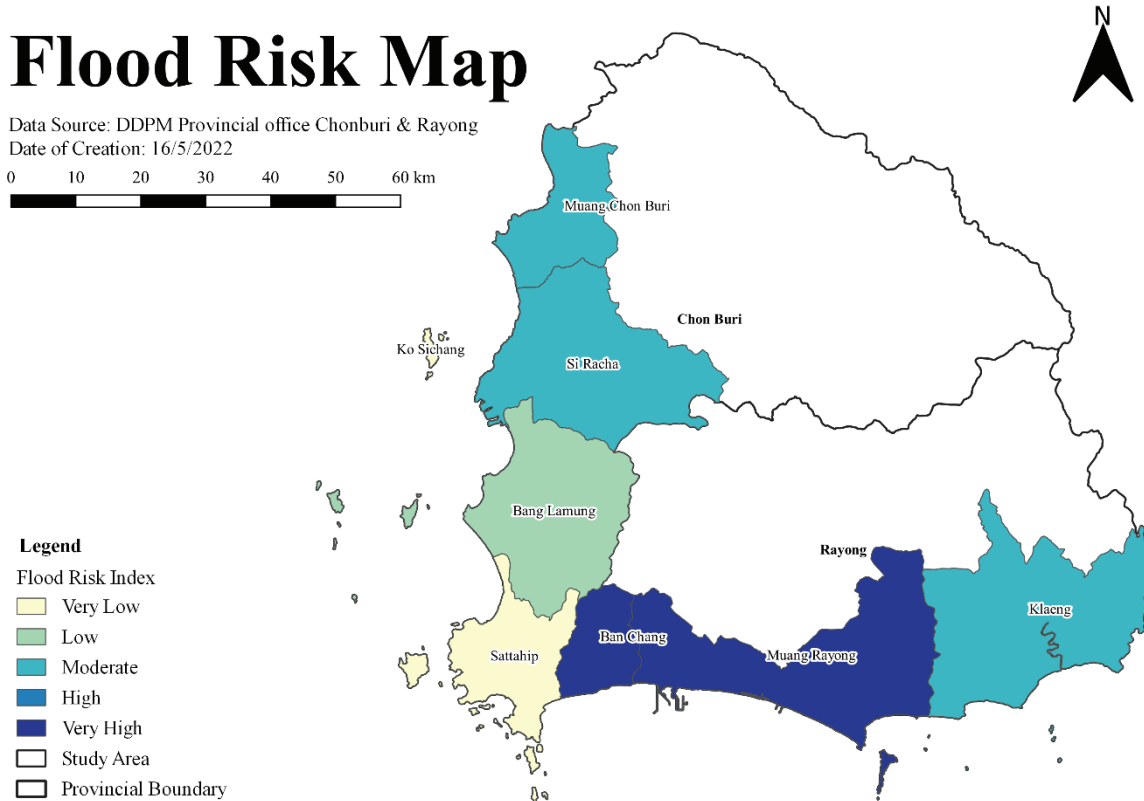 Flood Risk Map
N
Data Source: DDPM Provincial office Chonburi & Rayong
Date of Creation: 16/5/2022
0 10 20 30 40 50 60 km
Muang Chon Buri
Chon Buri
Ko Sichang
Si Racha
Bang Lamung
Legend
Flood Risk Index
Very Low
Low
Moderate
High
Very High
Study Area
Provincial Boundary
Rayong
Klaeng
Ban Chang
Sattahip
Muang Rayong